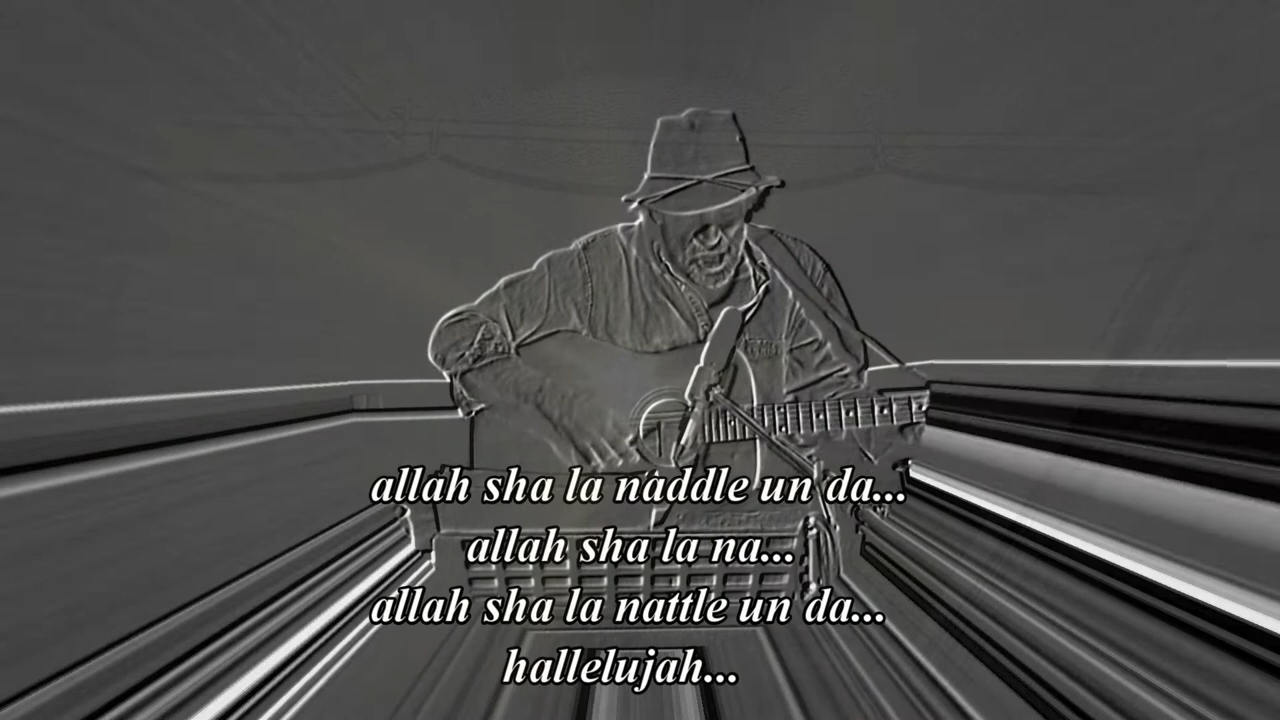 allah sha la naddle un da...
allah sha la na...
allah sha la nattle un da...
hallelujah...